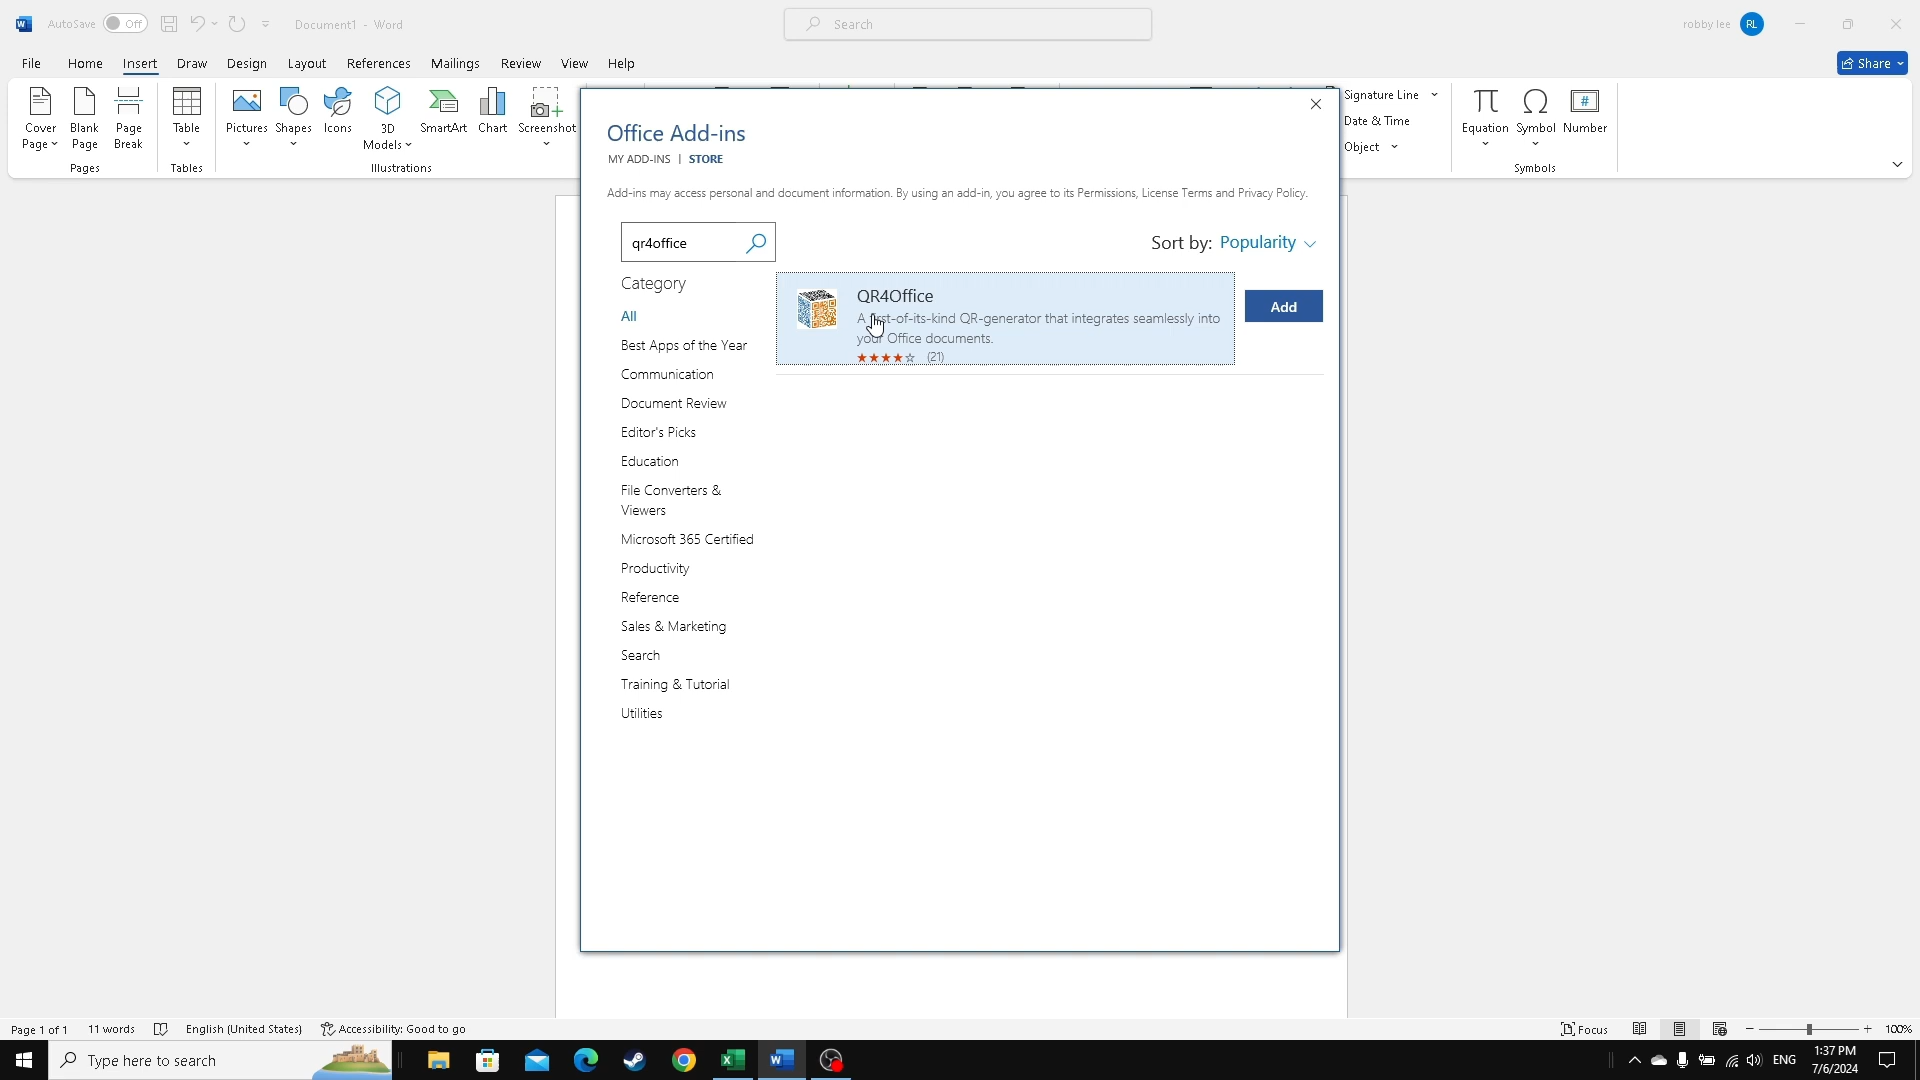 AutoSave Off Document1 - Word Search robby lee RL
File Home Insert Draw Design Layout References Mailings Review View Help Share
Cover Page
Blank Page
Page Break
Pages
Table
Tables
Pictures
Shapes
Icons
3D Models
SmartArt
Chart
Screenshot
Illustrations
Signature Line
Date & Time
Object
Equation
Symbol
Number
Symbols
Office Add-ins
MY ADD-INS | STORE
Add-ins may access personal and document information. By using an add-in, you agree to its Permissions, License Terms and Privacy Policy.
qr4office
Sort by: Popularity
Category
All
Best Apps of the Year
Communication
Document Review
Editor's Picks
Education
File Converters &
Viewers
Microsoft 365 Certified
Productivity
Reference
Sales & Marketing
Search
Training & Tutorial
Utilities
QR4Office
A first-of-its-kind QR-generator that integrates seamlessly into
your Office documents.
(21)
Add
Page 1 of 1 11 words English (United States) Accessibility: Good to go Focus 100%
Type here to search
ENG
1:37 PM
7/6/2024